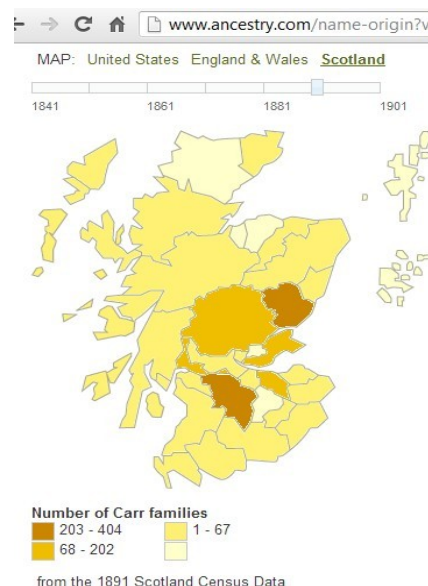 www.ancestry.com/name-origin?v
MAP: United States England & Wales Scotland
1841 1861 1881 1901
Number of Carr families
203 - 404 1 - 67
68 - 202
from the 1891 Scotland Census Data